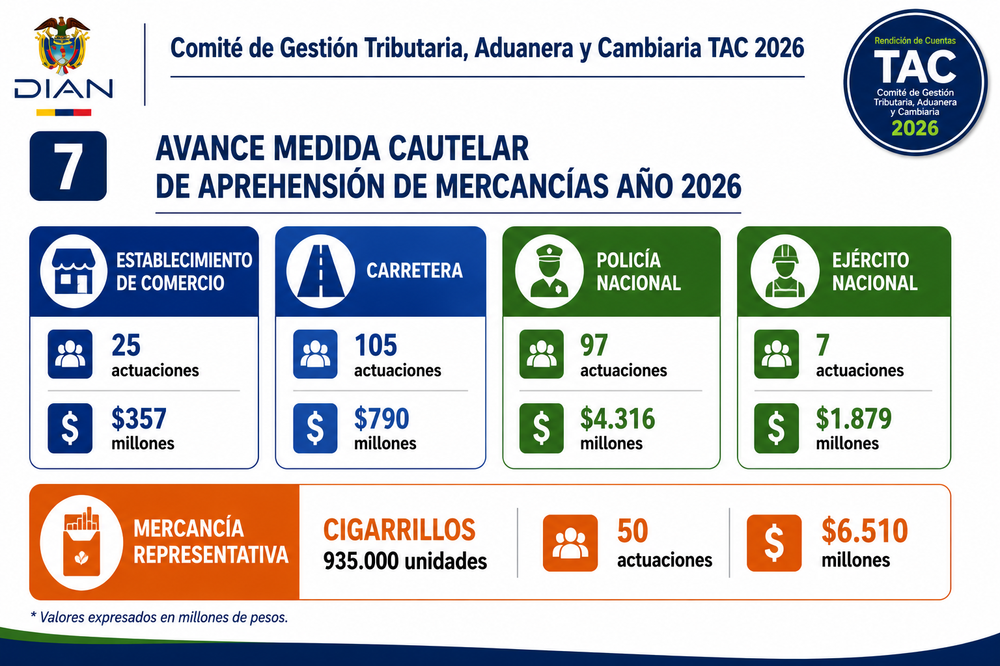 DIAN
Comité de Gestión Tributaria, Aduanera y Cambiaria TAC 2026
Rendición de Cuentas
TAC
Comité de Gestión
Tributaria, Aduanera
y Cambiaria
2026
7
AVANCE MEDIDA CAUTELAR
DE APREHENSIÓN DE MERCANCÍAS AÑO 2026
ESTABLECIMIENTO
DE COMERCIO
25
actuaciones
$357
millones
CARRETERA
105
actuaciones
$790
millones
POLICÍA
NACIONAL
97
actuaciones
$4.316
millones
EJÉRCITO
NACIONAL
7
actuaciones
$1.879
millones
MERCANCÍA
REPRESENTATIVA
CIGARRILLOS
935.000 unidades
50
actuaciones
$6.510
millones
* Valores expresados en millones de pesos.